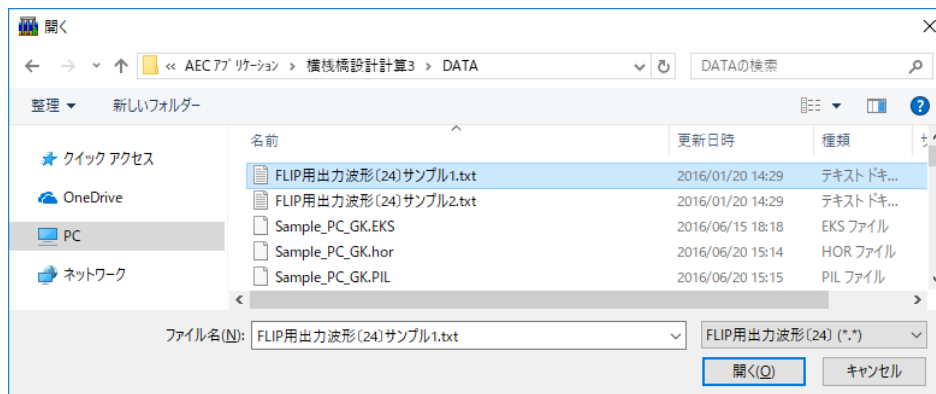 開く
« AEC ｱﾌﾟﾘｹｰｼｮﾝ › 横桟橋設計計算3 › DATA
DATAの検索
整理 ▼ 新しいフォルダー
名前 更新日時 種類
クイック アクセス
OneDrive
PC
ネットワーク
FLIP用出力波形〔24〕サンプル1.txt 2016/01/20 14:29 テキスト ドキ...
FLIP用出力波形〔24〕サンプル2.txt 2016/01/20 14:29 テキスト ドキ...
Sample_PC_GK.EKS 2016/06/15 18:18 EKS ファイル
Sample_PC_GK.hor 2016/06/20 15:14 HOR ファイル
Sample_PC_GK.PIL 2016/06/20 15:15 PIL ファイル
ファイル名(N): FLIP用出力波形〔24〕サンプル1.txt FLIP用出力波形〔24〕 (*.*)
開く(O) キャンセル